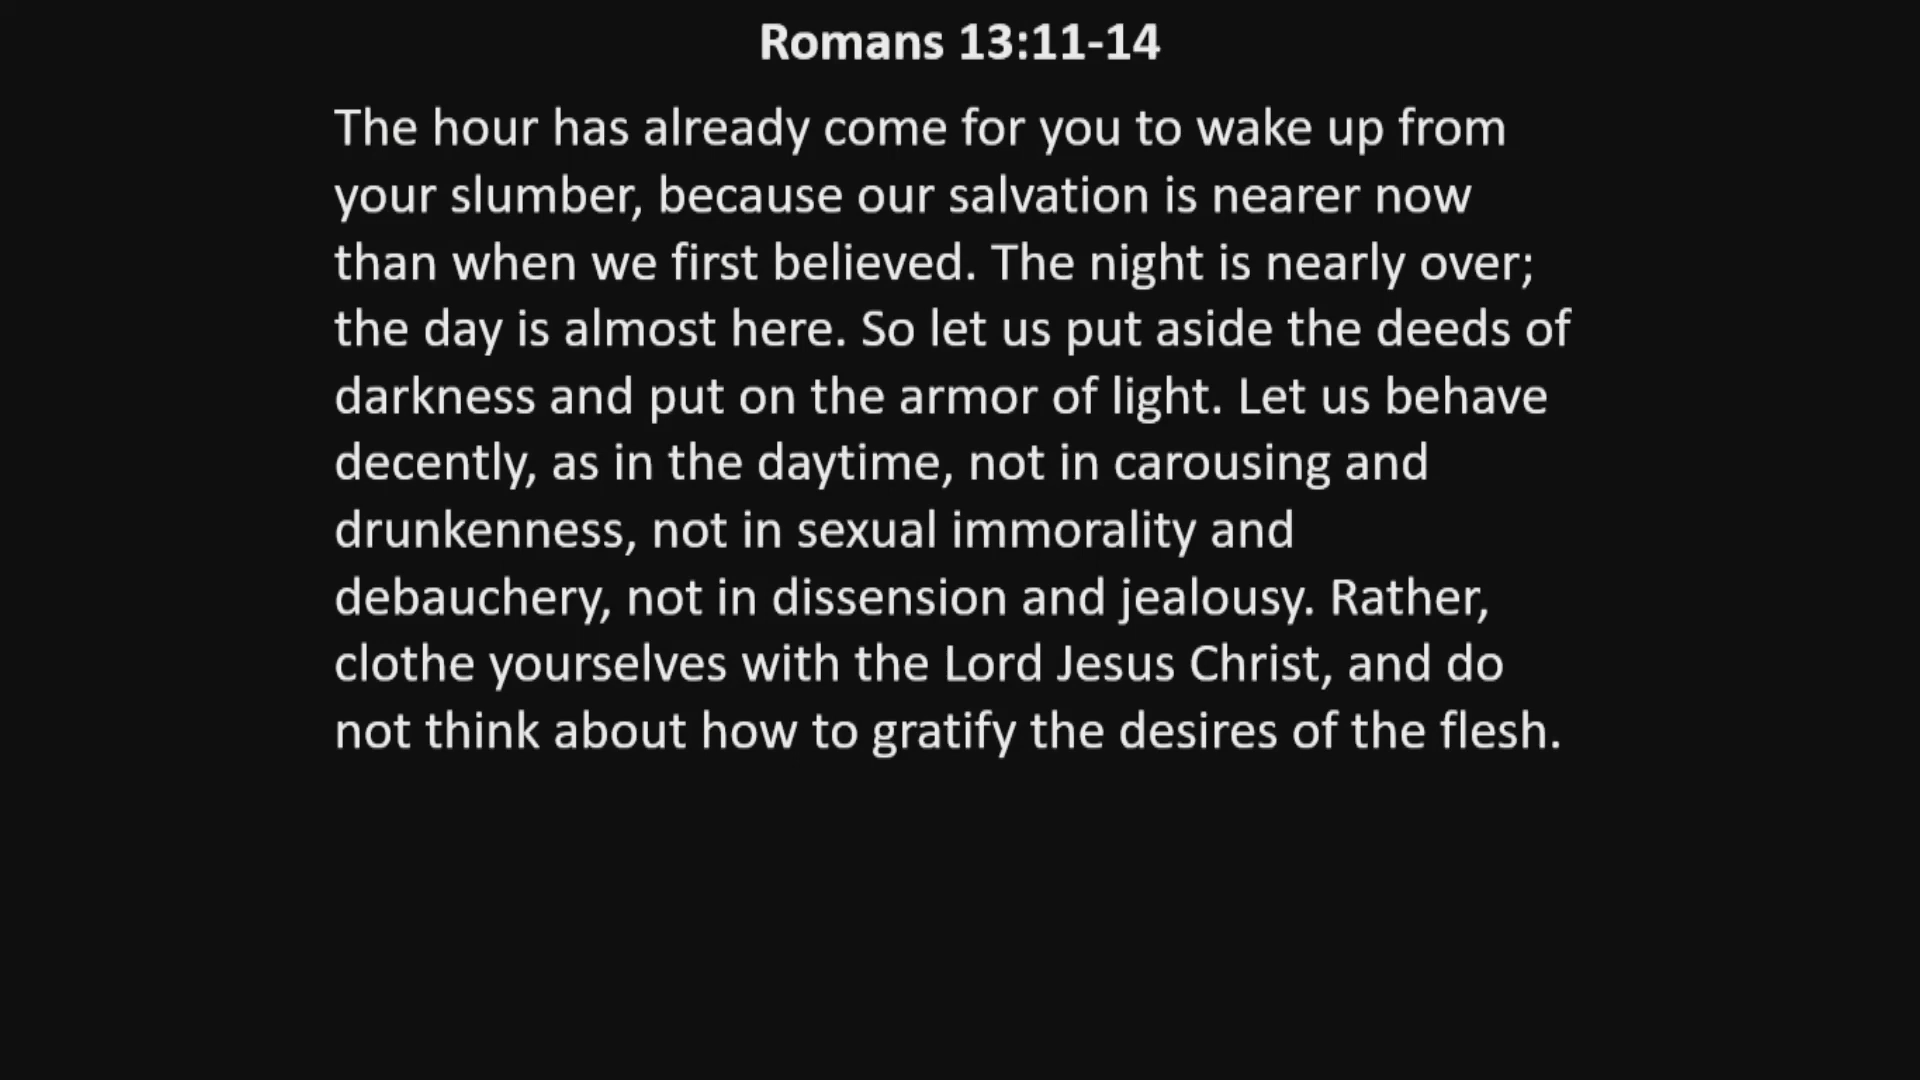 Romans 13:11-14
The hour has already come for you to wake up from
your slumber, because our salvation is nearer now
than when we first believed. The night is nearly over;
the day is almost here. So let us put aside the deeds of
darkness and put on the armor of light. Let us behave
decently, as in the daytime, not in carousing and
drunkenness, not in sexual immorality and
debauchery, not in dissension and jealousy. Rather,
clothe yourselves with the Lord Jesus Christ, and do
not think about how to gratify the desires of the flesh.